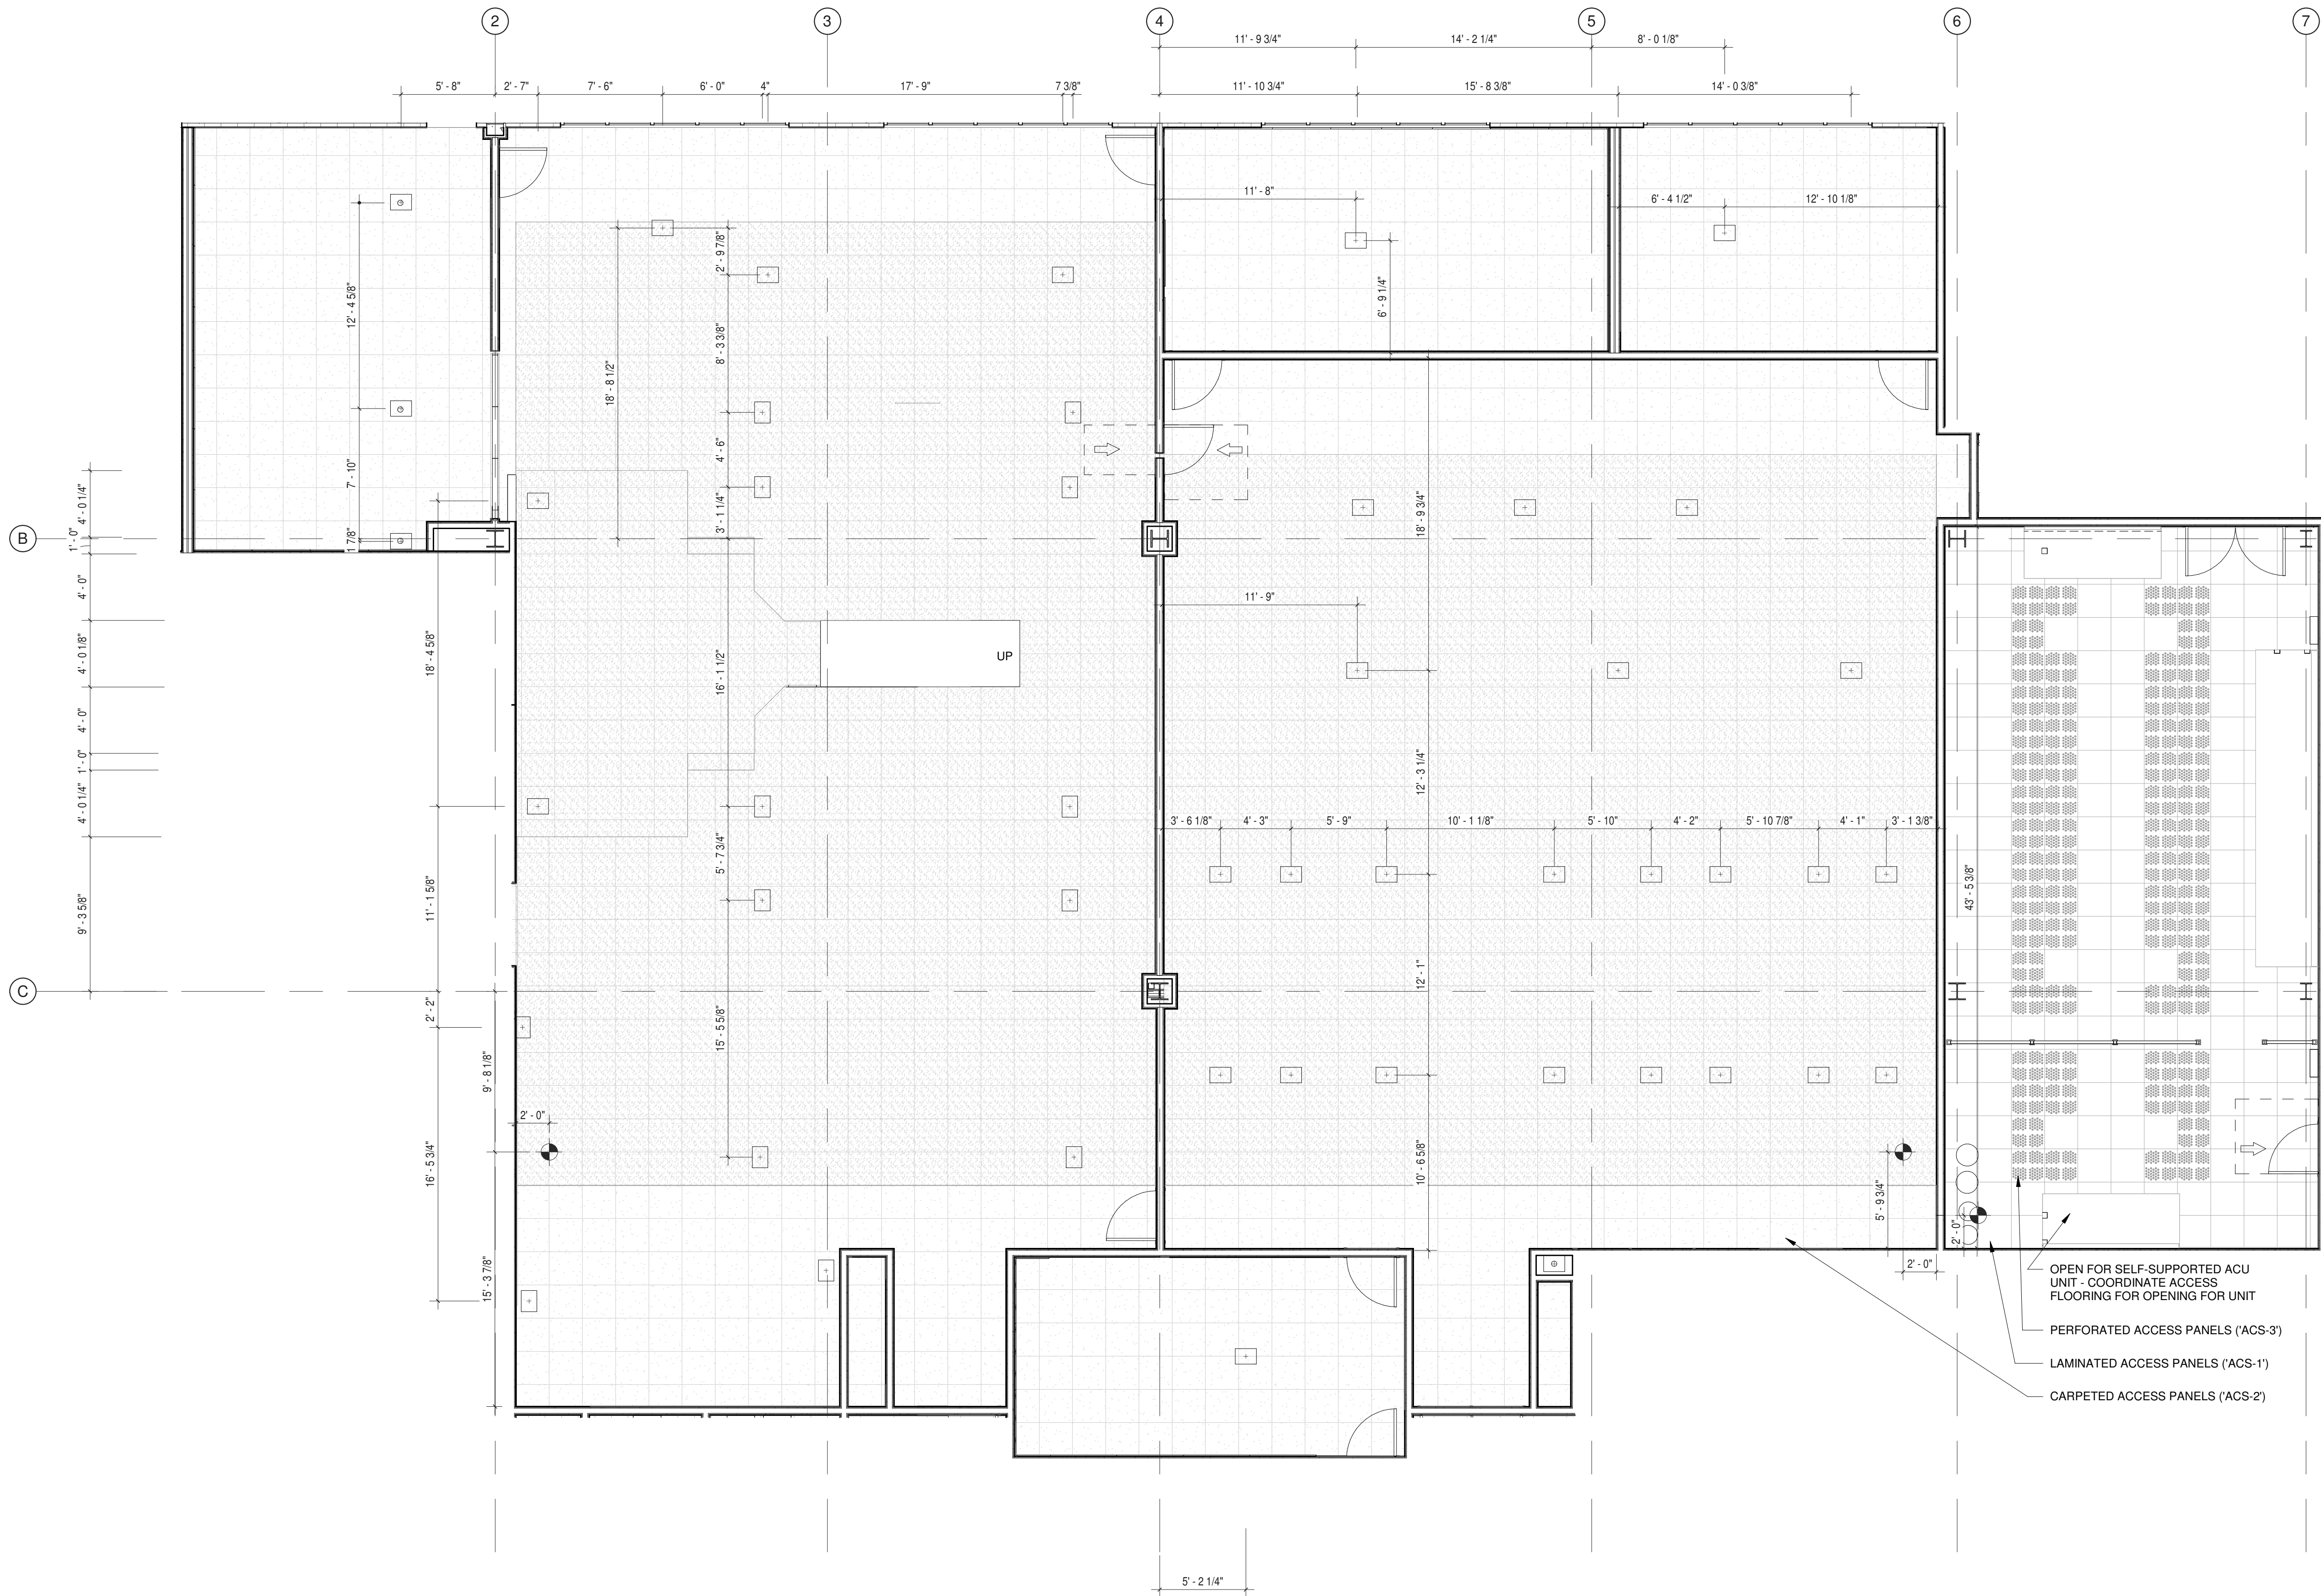 2
3
4
5
6
7
11' - 9 3/4"
14' - 2 1/4"
8' - 0 1/8"
5' - 8"
2' - 7"
7' - 6"
6' - 0"
4"
17' - 9"
7 3/8"
11' - 10 3/4"
15' - 8 3/8"
14' - 0 3/8"
11' - 8"
6' - 4 1/2"
12' - 10 1/8"
2' - 9 7/8"
12' - 4 5/8"
6' - 9 1/4"
8' - 3 3/8"
18' - 8 1/2"
4' - 6"
7' - 10"
4' - 0 1/4"
3' - 1 1/4"
18' - 9 3/4"
B
1' - 0"
1 7/8"
4' - 0"
11' - 9"
4' - 0 1/8"
18' - 4 5/8"
UP
16' - 1 1/2"
4' - 0"
1' - 0"
12' - 3 1/4"
4' - 0 1/4"
3' - 6 1/8"
4' - 3"
5' - 9"
10' - 1 1/8"
5' - 10"
4' - 2"
5' - 10 7/8"
4' - 1"
3' - 1 3/8"
5' - 7 3/4"
43' - 5 3/8"
9' - 3 5/8"
11' - 1 5/8"
12' - 1"
C
2' - 2"
15' - 5 5/8"
9' - 8 1/8"
2' - 0"
16' - 5 3/4"
10' - 6 5/8"
5' - 9 3/4"
2' - 0"
15' - 3 7/8"
2' - 0"
OPEN FOR SELF-SUPPORTED ACU
UNIT - COORDINATE ACCESS
FLOORING FOR OPENING FOR UNIT
PERFORATED ACCESS PANELS ('ACS-3')
LAMINATED ACCESS PANELS ('ACS-1')
CARPETED ACCESS PANELS ('ACS-2')
5' - 2 1/4"